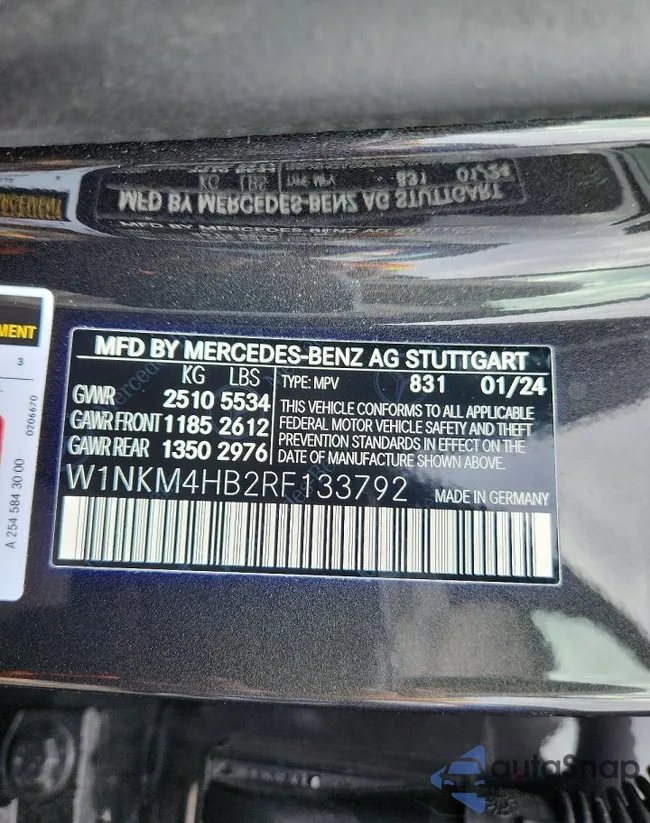 MFD BY MERCEDES-BENZ AG STUTTGART
KG LBS
GVWR 2510 5534
GAWR FRONT 1185 2612
GAWR REAR 1350 2976
TYPE: MPV 831 01/24
THIS VEHICLE CONFORMS TO ALL APPLICABLE
FEDERAL MOTOR VEHICLE SAFETY AND THEFT
PREVENTION STANDARDS IN EFFECT ON THE
DATE OF MANUFACTURE SHOWN ABOVE.
W1NKM4HB2RF133792
MADE IN GERMANY
MENT
3
0206670
A 254 584 30 00
autoSnap